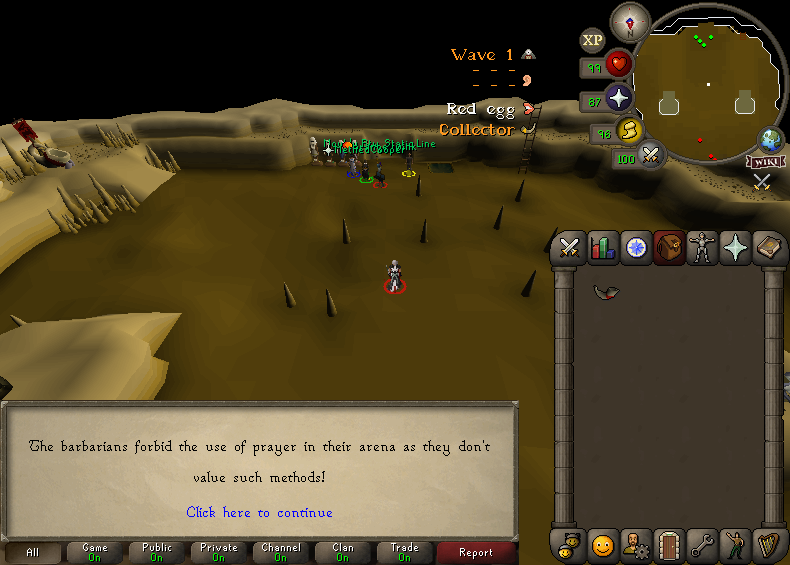 Wave 1
- - -
- - -
Red egg
Collector
XP
99
87
96
100
N
WIKI
The barbarians forbid the use of prayer in their arena as they don't
value such methods!
Click here to continue
All
Game
On
Public
On
Private
On
Channel
On
Clan
On
Trade
On
Report